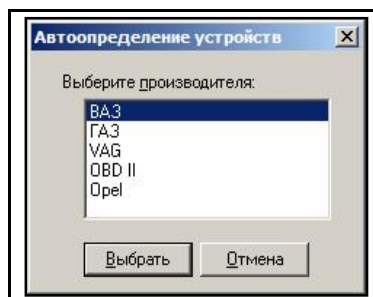 Автоопределение устройств
Выберите производителя:
ВАЗ
ГАЗ
VAG
OBD II
Opel
Выбрать Отмена